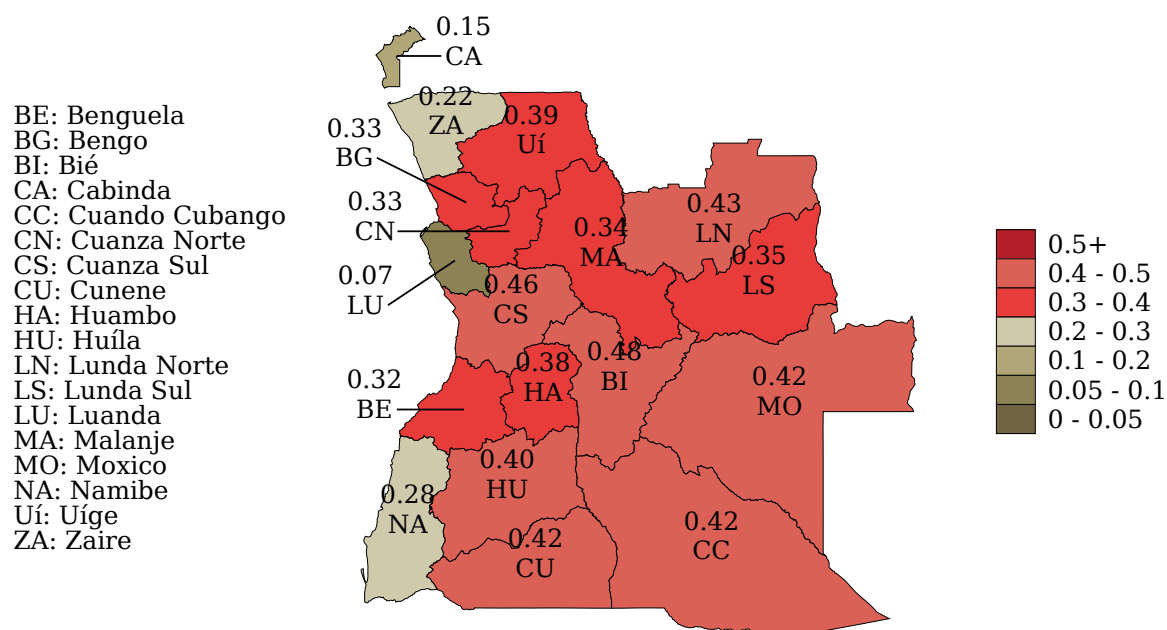 BE: Benguela
BG: Bengo
BI: Bié
CA: Cabinda
CC: Cuando Cubango
CN: Cuanza Norte
CS: Cuanza Sul
CU: Cunene
HA: Huambo
HU: Huíla
LN: Lunda Norte
LS: Lunda Sul
LU: Luanda
MA: Malanje
MO: Moxico
NA: Namibe
Uí: Uíge
ZA: Zaire
0.15
CA
0.22
ZA
0.39
Uí
0.33
BG
0.33
CN
0.07
LU
0.34
MA
0.43
LN
0.35
LS
0.46
CS
0.32
BE
0.38
HA
0.48
BI
0.42
MO
0.28
NA
0.40
HU
0.42
CU
0.42
CC
0.5+
0.4 - 0.5
0.3 - 0.4
0.2 - 0.3
0.1 - 0.2
0.05 - 0.1
0 - 0.05